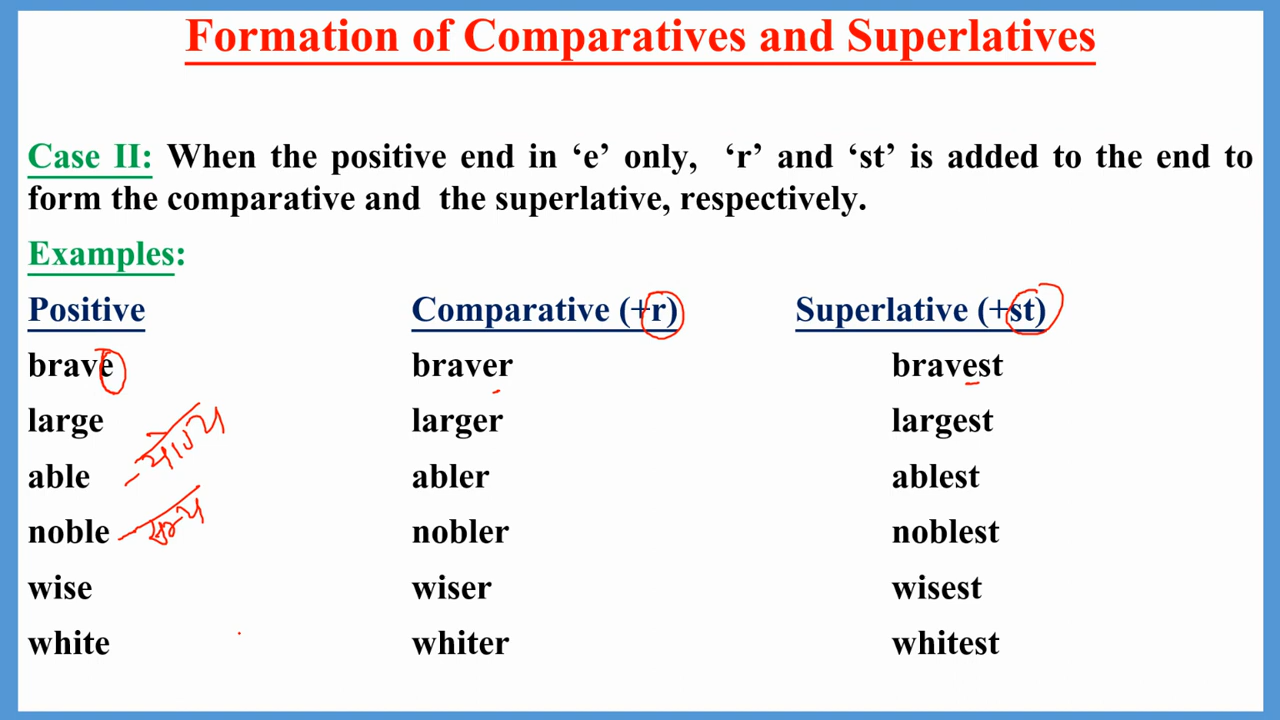 Formation of Comparatives and Superlatives
Case II: When the positive end in ‘e’ only, ‘r’ and ‘st’ is added to the end to
form the comparative and the superlative, respectively.
Examples:
Positive Comparative (+r) Superlative (+st)
brave braver bravest
large larger largest
able - योग्य abler ablest
noble - सभ्य nobler noblest
wise wiser wisest
white whiter whitest